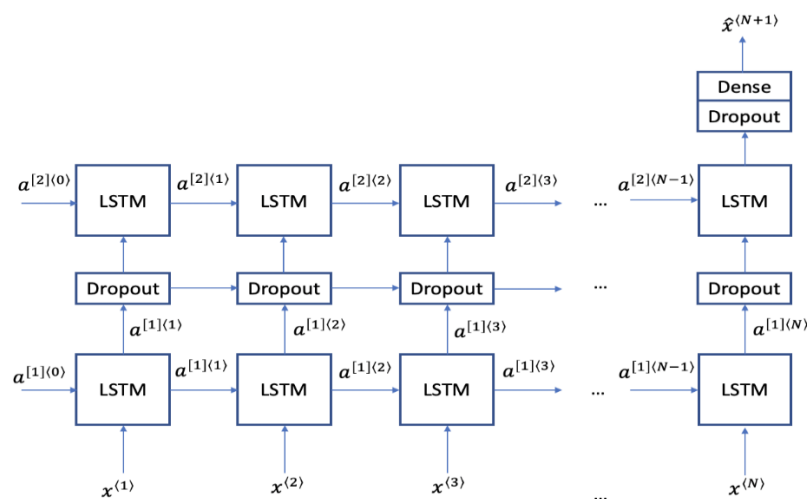 x̂⟨N+1⟩
Dense
Dropout
a[2]⟨0⟩ LSTM a[2]⟨1⟩ LSTM a[2]⟨2⟩ LSTM a[2]⟨3⟩ ... a[2]⟨N−1⟩ LSTM
Dropout Dropout Dropout ... Dropout
a[1]⟨1⟩ a[1]⟨2⟩ a[1]⟨3⟩ a[1]⟨N⟩
a[1]⟨0⟩ LSTM a[1]⟨1⟩ LSTM a[1]⟨2⟩ LSTM a[1]⟨3⟩ ... a[1]⟨N−1⟩ LSTM
x⟨1⟩ x⟨2⟩ x⟨3⟩ ... x⟨N⟩